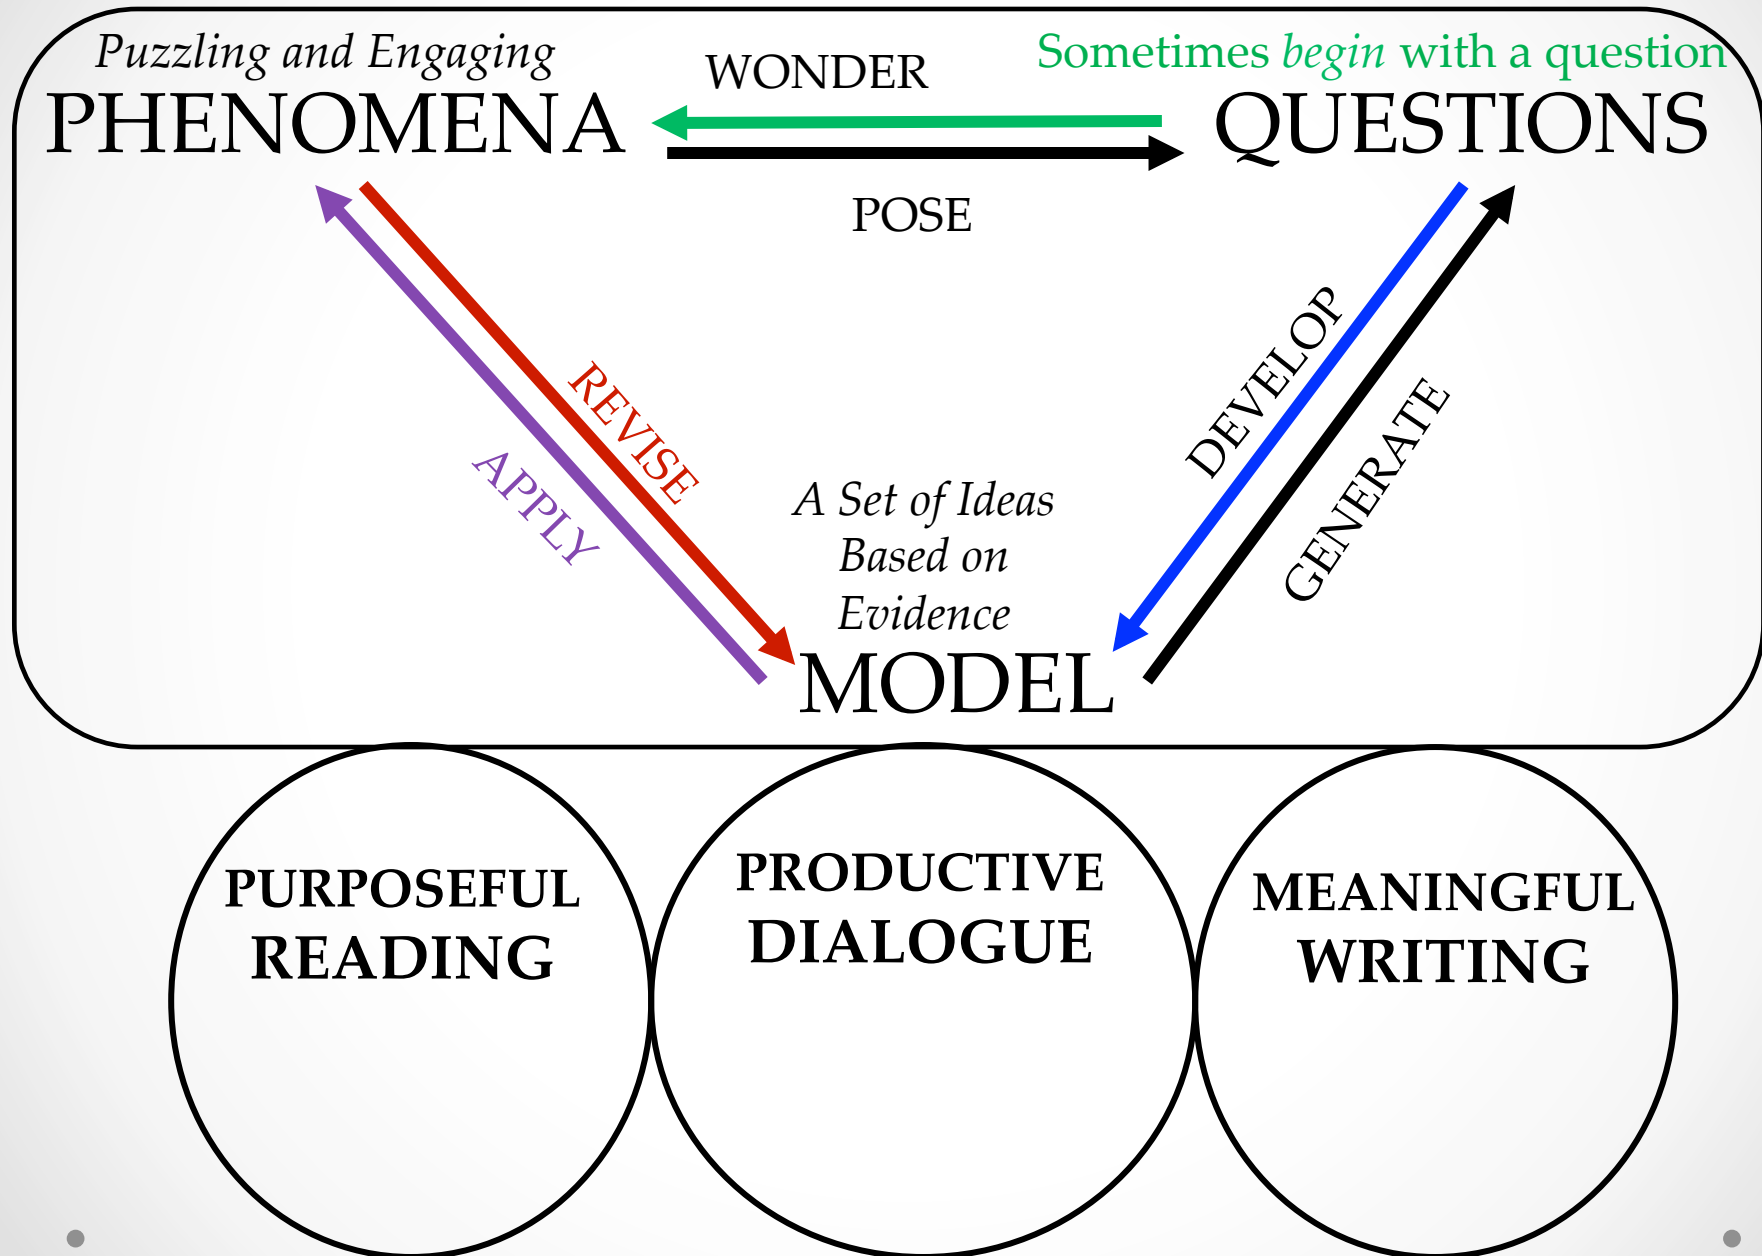 Puzzling and Engaging
PHENOMENA
WONDER
POSE
Sometimes begin with a question
QUESTIONS
REVISE
APPLY
DEVELOP
GENERATE
A Set of Ideas
Based on
Evidence
MODEL
PURPOSEFUL
READING
PRODUCTIVE
DIALOGUE
MEANINGFUL
WRITING